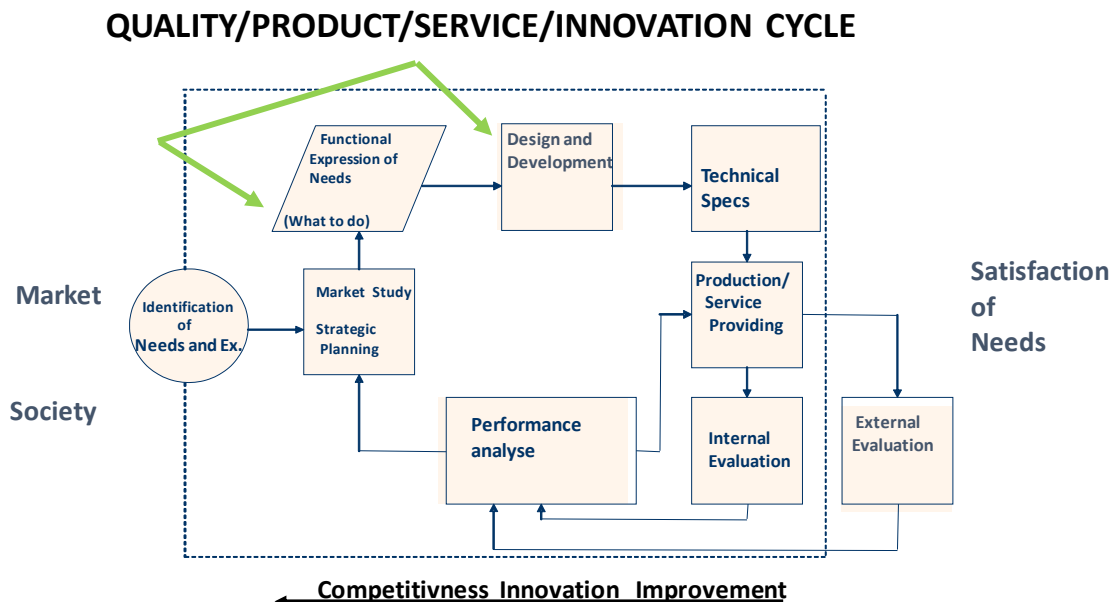 QUALITY/PRODUCT/SERVICE/INNOVATION CYCLE
Functional
Expression of
Needs
(What to do)
Design and
Development
Technical
Specs
Market
Society
Identification
of
Needs and Ex.
Market Study
Strategic
Planning
Production/
Service
Providing
Satisfaction
of
Needs
Performance
analyse
Internal
Evaluation
External
Evaluation
Competitivness Innovation Improvement